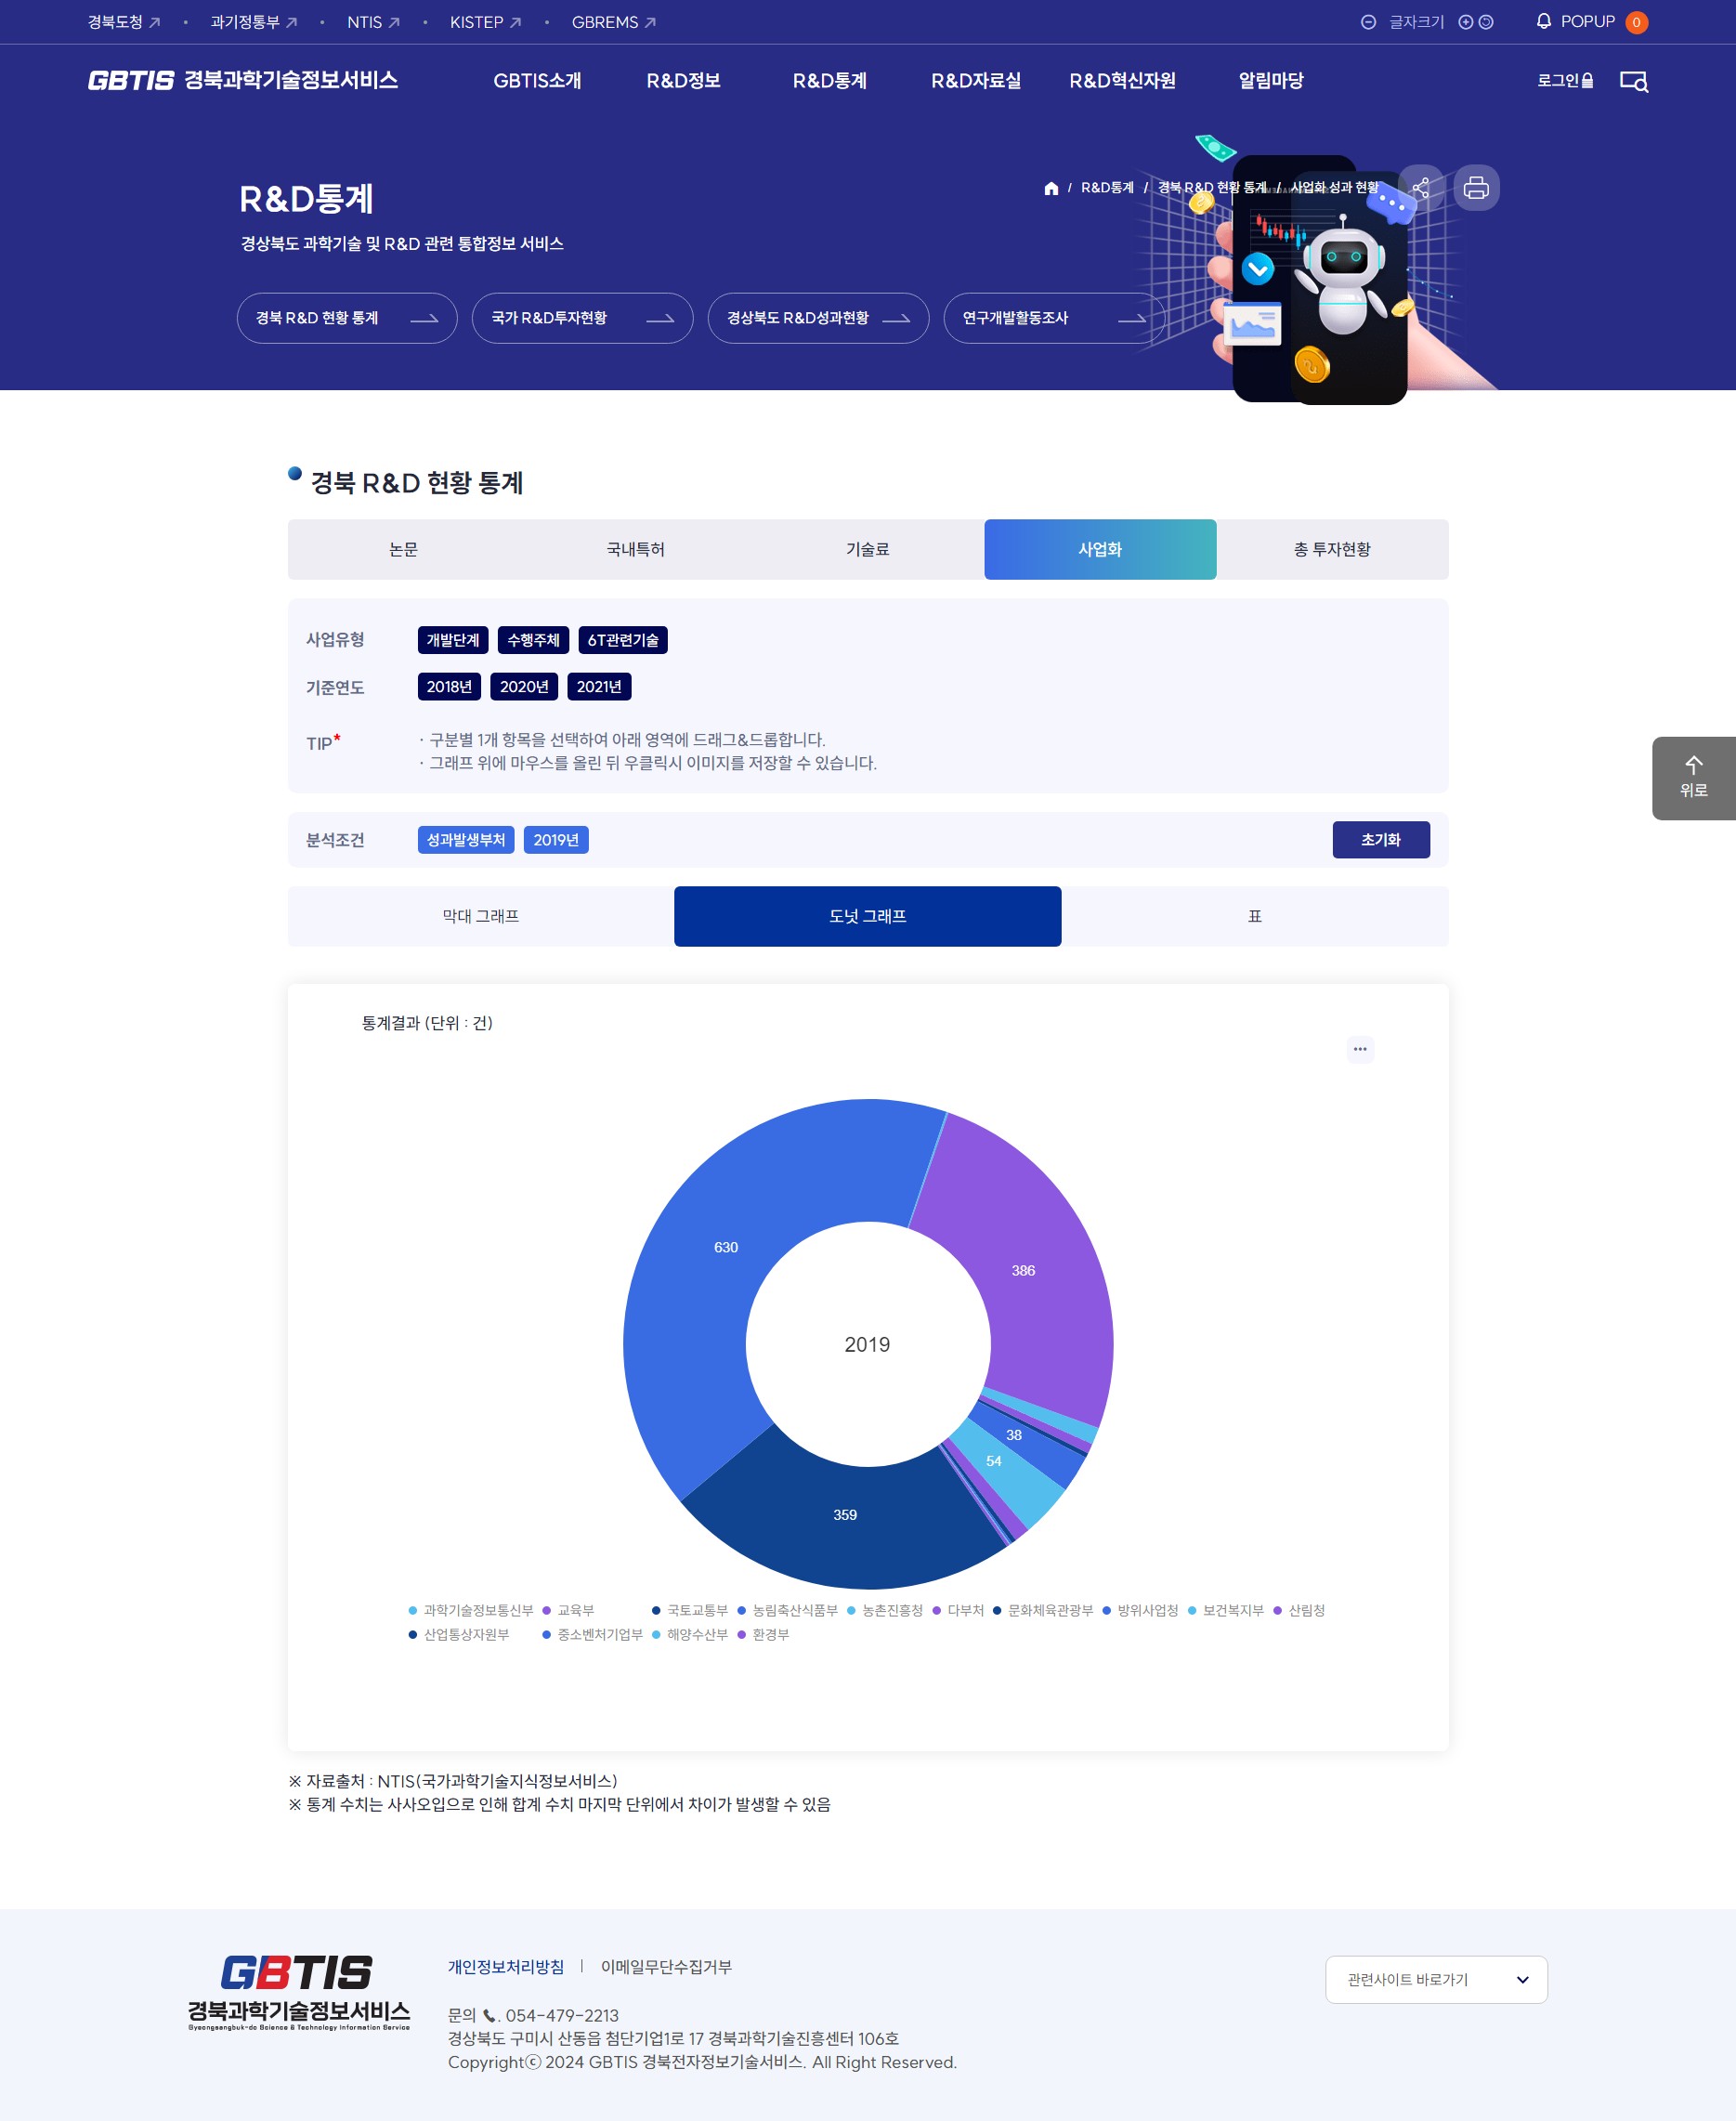 경북도청 · 과기정통부 · NTIS · KISTEP · GBREMS
글자크기 POPUP 0
GBTIS 경북과학기술정보서비스
GBTIS소개 R&D정보 R&D통계 R&D자료실 R&D혁신자원 알림마당
로그인
R&D통계
/ R&D통계 / 경북 R&D 현황 통계 / 사업화 성과 현황
경상북도 과학기술 및 R&D 관련 통합정보 서비스
경북 R&D 현황 통계 국가 R&D투자현황 경상북도 R&D성과현황 연구개발활동조사
경북 R&D 현황 통계
논문 국내특허 기술료 사업화 총 투자현황
사업유형 개발단계 수행주체 6T관련기술
기준연도 2018년 2020년 2021년
TIP* · 구분별 1개 항목을 선택하여 아래 영역에 드래그&드롭합니다.
· 그래프 위에 마우스를 올린 뒤 우클릭시 이미지를 저장할 수 있습니다.
위로
분석조건 성과발생부처 2019년 초기화
막대 그래프 도넛 그래프 표
통계결과 (단위 : 건)
630
386
2019
38
54
359
과학기술정보통신부 교육부 국토교통부 농림축산식품부 농촌진흥청 다부처 문화체육관광부 방위사업청 보건복지부 산림청
산업통상자원부 중소벤처기업부 해양수산부 환경부
※ 자료출처 : NTIS(국가과학기술지식정보서비스)
※ 통계 수치는 사사오입으로 인해 합계 수치 마지막 단위에서 차이가 발생할 수 있음
GBTIS
경북과학기술정보서비스
Gyeongsangbuk-do Science & Technology Information Service
개인정보처리방침 | 이메일무단수집거부
관련사이트 바로가기
문의 . 054-479-2213
경상북도 구미시 산동읍 첨단기업1로 17 경북과학기술진흥센터 106호
Copyrightⓒ 2024 GBTIS 경북전자정보기술서비스. All Right Reserved.